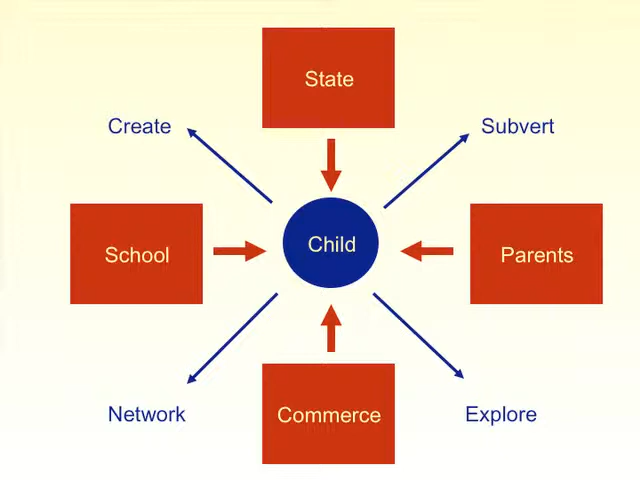 State
Create
Subvert
School
Child
Parents
Network
Commerce
Explore